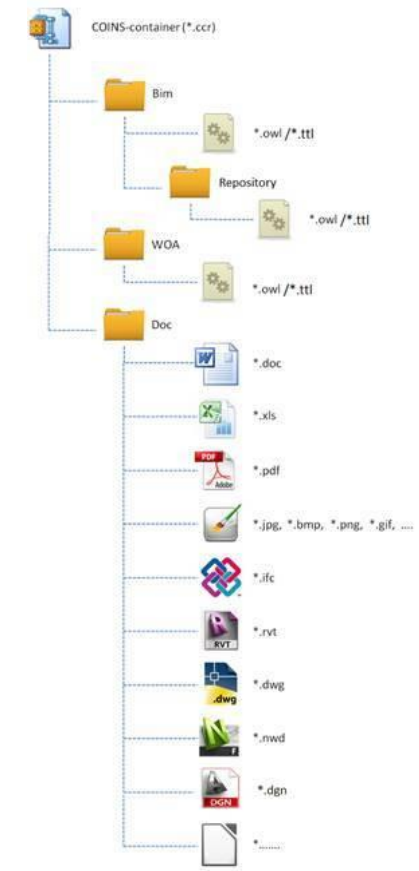 COINS-container (*.ccr)
Bim
*.owl /*.ttl
Repository
*.owl /*.ttl
WOA
*.owl /*.ttl
Doc
W
*.doc
X
*.xls
PDF
Adobe
*.pdf
*.jpg, *.bmp, *.png, *.gif, ....
*.ifc
RVT
*.rvt
.dwg
*.dwg
F
*.nwd
DGN
*.dgn
*.......